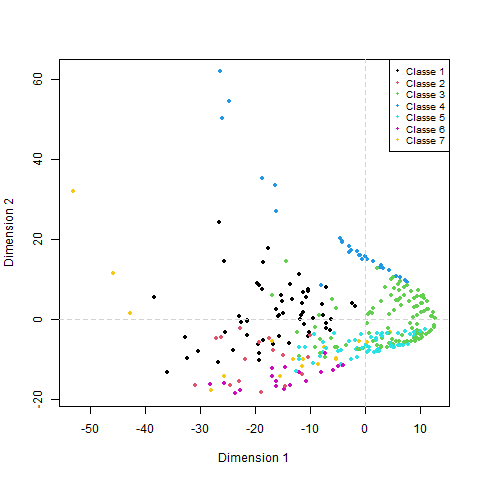 Classe 1
Classe 2
Classe 3
Classe 4
Classe 5
Classe 6
Classe 7
60
40
20
0
-20
Dimension 2
-50
-40
-30
-20
-10
0
10
Dimension 1